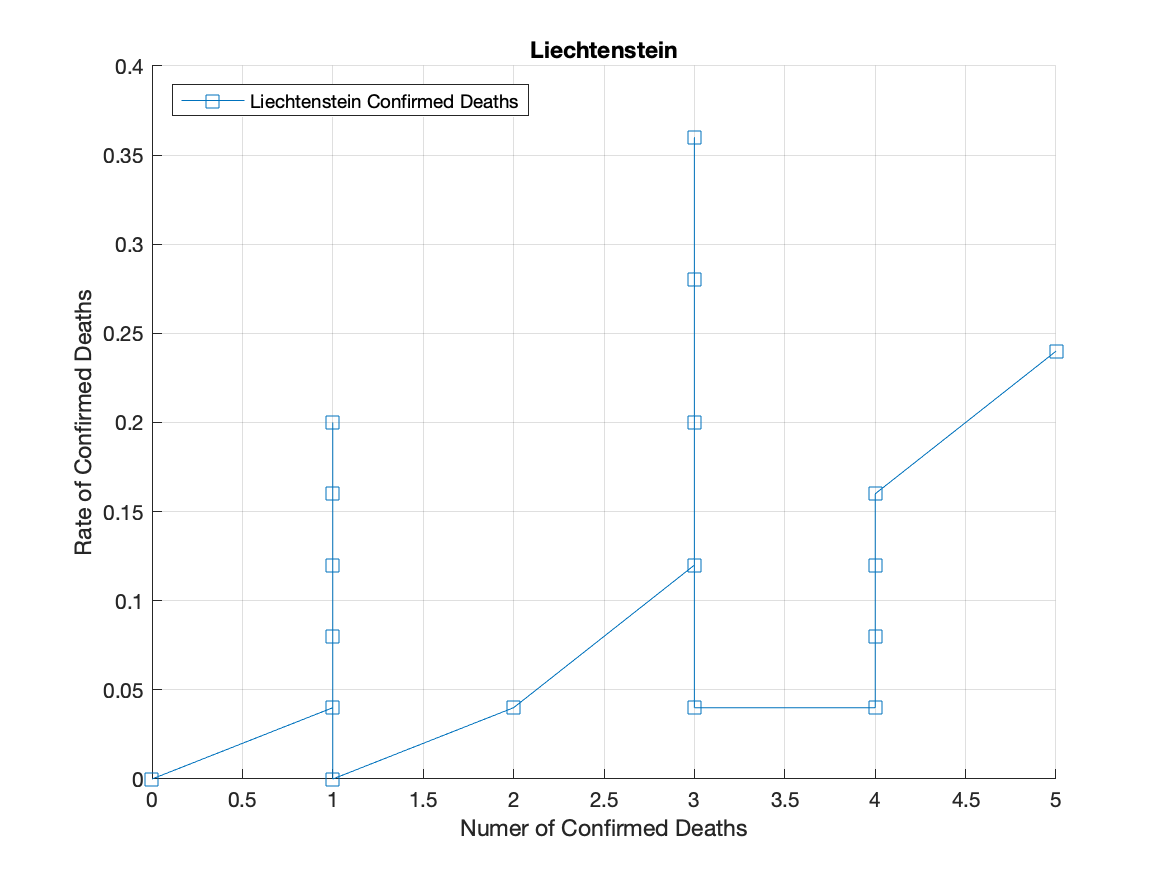 Liechtenstein
Liechtenstein Confirmed Deaths
Rate of Confirmed Deaths
0.4
0.35
0.3
0.25
0.2
0.15
0.1
0.05
0
0 0.5 1 1.5 2 2.5 3 3.5 4 4.5 5
Numer of Confirmed Deaths